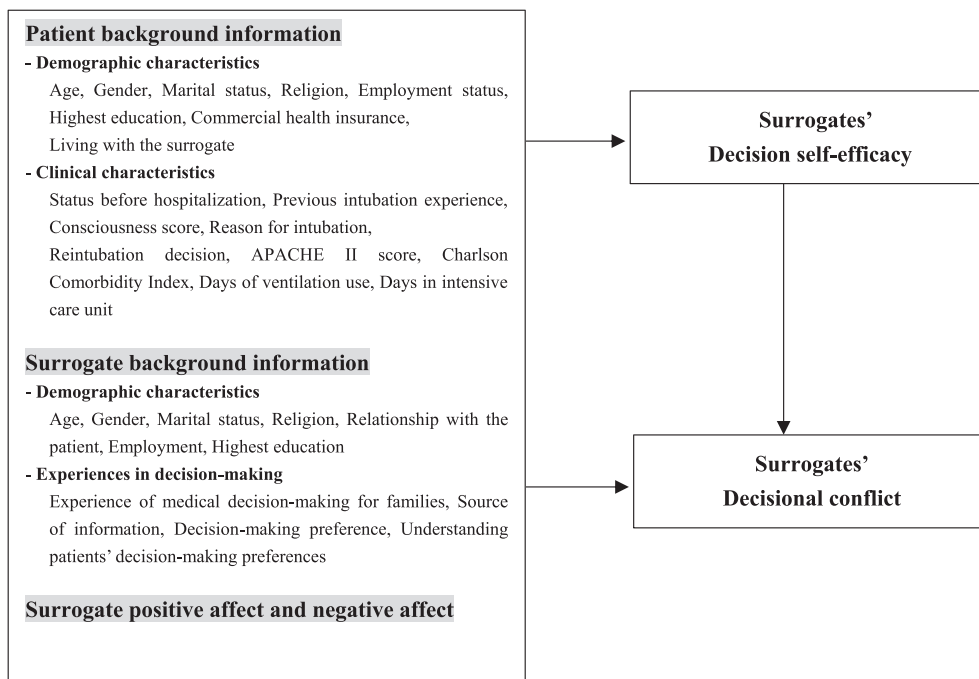 Patient background information
- Demographic characteristics
Age, Gender, Marital status, Religion, Employment status,
Highest education, Commercial health insurance,
Living with the surrogate
- Clinical characteristics
Status before hospitalization, Previous intubation experience,
Consciousness score, Reason for intubation,
Reintubation decision, APACHE II score, Charlson
Comorbidity Index, Days of ventilation use, Days in intensive
care unit
Surrogate background information
- Demographic characteristics
Age, Gender, Marital status, Religion, Relationship with the
patient, Employment, Highest education
- Experiences in decision-making
Experience of medical decision-making for families, Source
of information, Decision-making preference, Understanding
patients’ decision-making preferences
Surrogate positive affect and negative affect
Surrogates’
Decision self-efficacy
Surrogates’
Decisional conflict